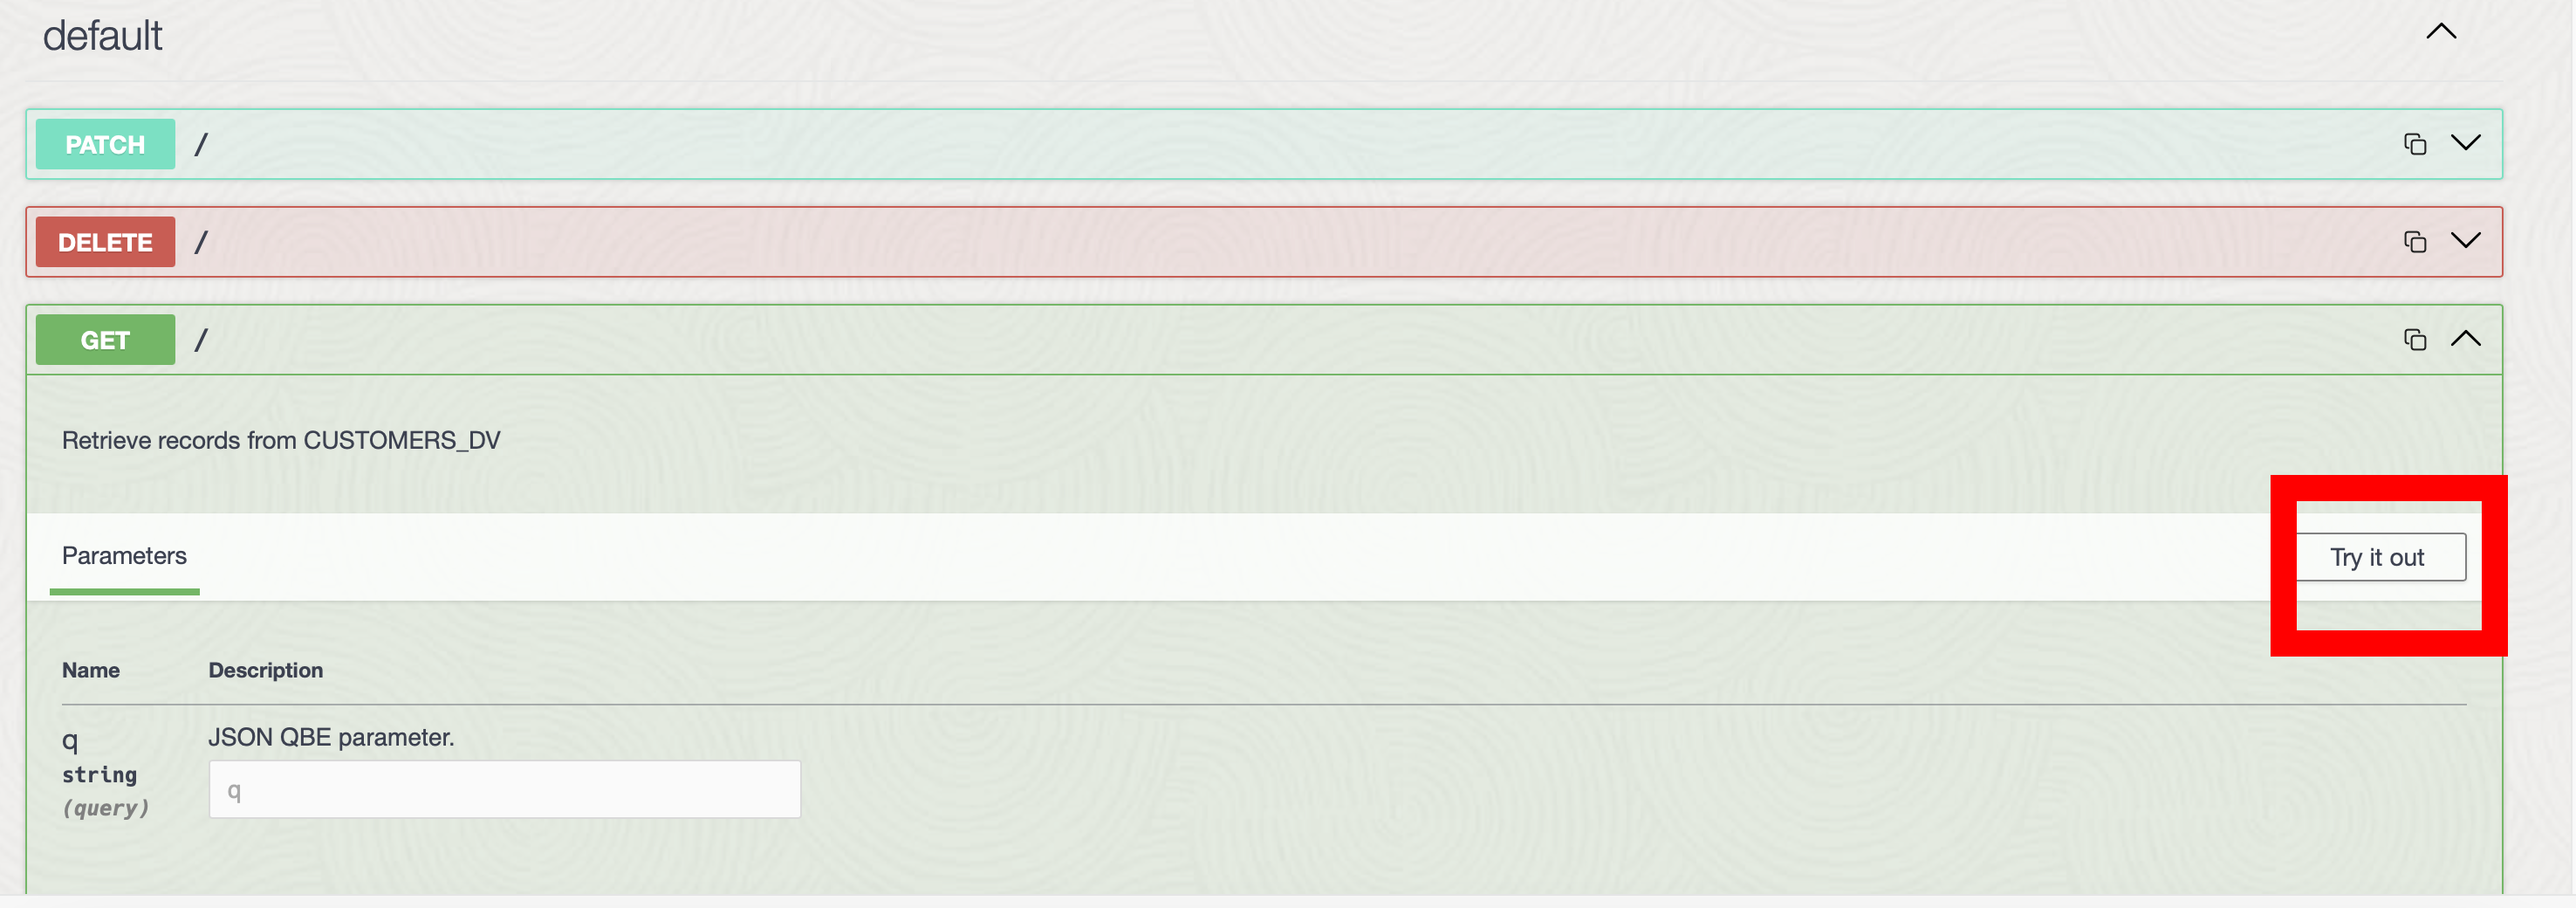 default
PATCH /
DELETE /
GET /
Retrieve records from CUSTOMERS_DV
Parameters
Try it out
Name Description
q JSON QBE parameter.
string
q
(query)